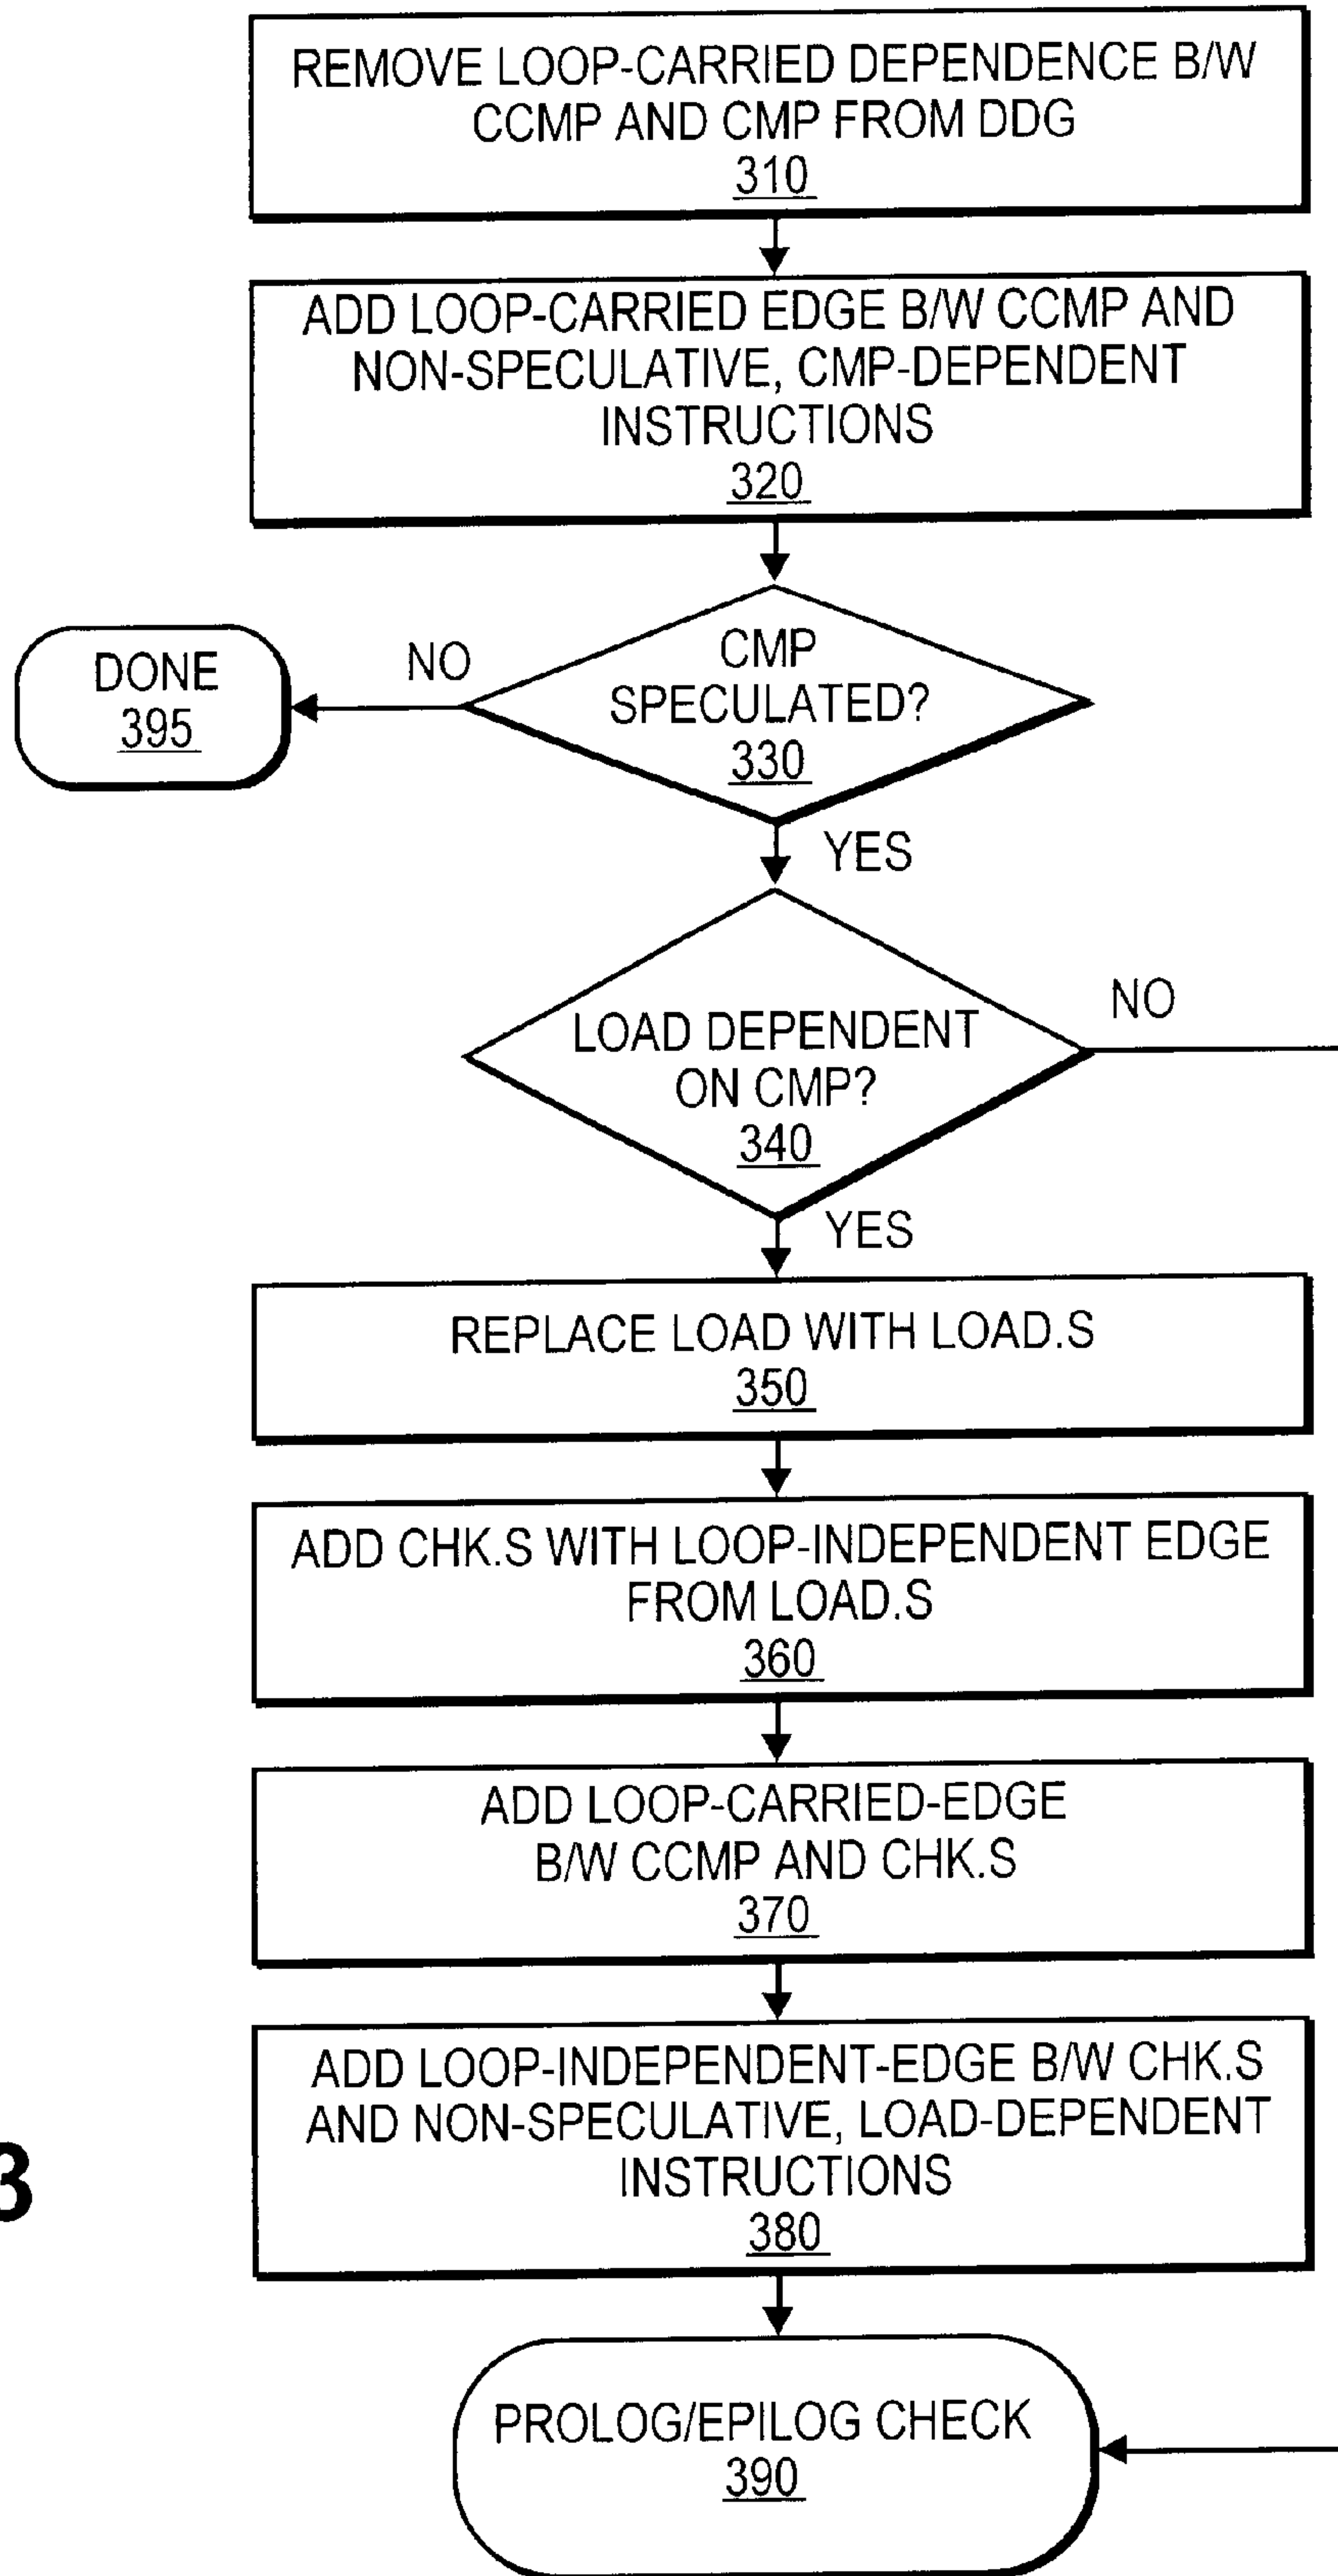 REMOVE LOOP-CARRIED DEPENDENCE B/W
CCMP AND CMP FROM DDG
310
ADD LOOP-CARRIED EDGE B/W CCMP AND
NON-SPECULATIVE, CMP-DEPENDENT
INSTRUCTIONS
320
CMP
SPECULATED?
330
NO
DONE
395
YES
LOAD DEPENDENT
ON CMP?
340
NO
YES
REPLACE LOAD WITH LOAD.S
350
ADD CHK.S WITH LOOP-INDEPENDENT EDGE
FROM LOAD.S
360
ADD LOOP-CARRIED-EDGE
B/W CCMP AND CHK.S
370
ADD LOOP-INDEPENDENT-EDGE B/W CHK.S
AND NON-SPECULATIVE, LOAD-DEPENDENT
INSTRUCTIONS
380
3
PROLOG/EPILOG CHECK
390